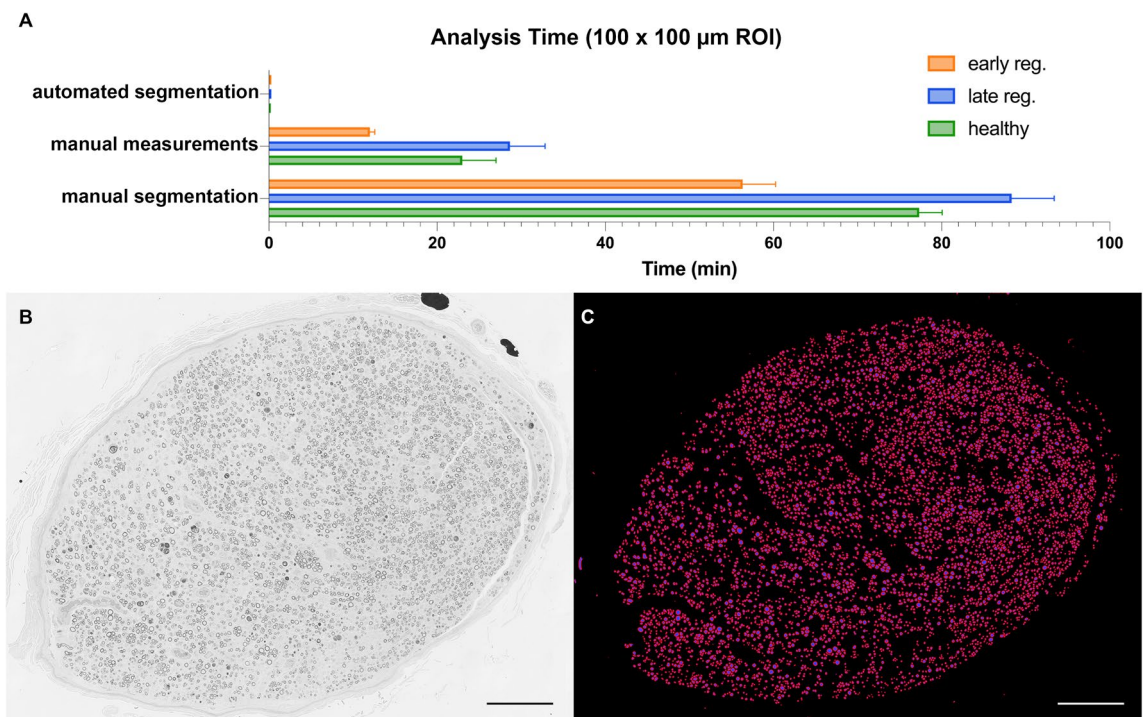 A
Analysis Time (100 x 100 µm ROI)
early reg.
late reg.
healthy
automated segmentation
manual measurements
manual segmentation
0 20 40 60 80 100
Time (min)
B
C